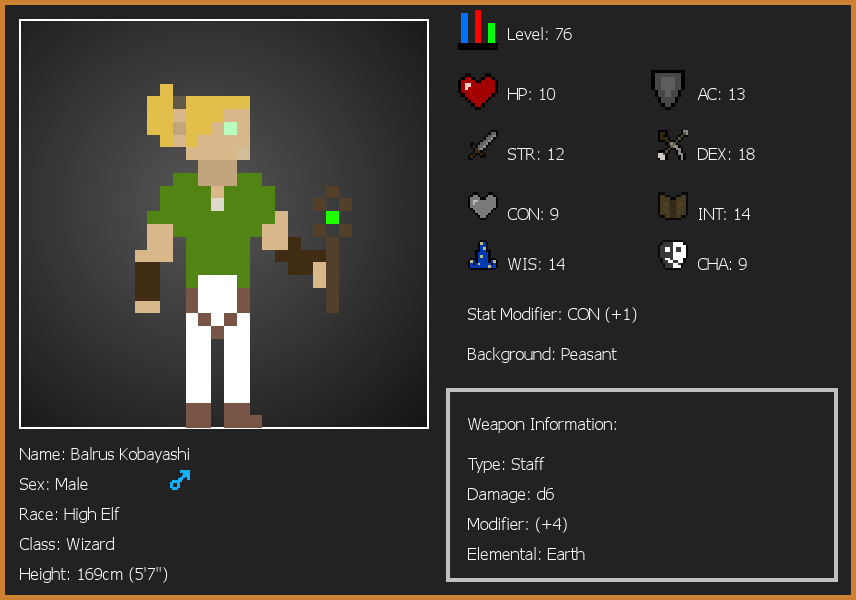 Level: 76
HP: 10
AC: 13
STR: 12
DEX: 18
CON: 9
INT: 14
WIS: 14
CHA: 9
Stat Modifier: CON (+1)
Background: Peasant
Weapon Information:
Type: Staff
Damage: d6
Modifier: (+4)
Elemental: Earth
Name: Balrus Kobayashi
Sex: Male
Race: High Elf
Class: Wizard
Height: 169cm (5'7")